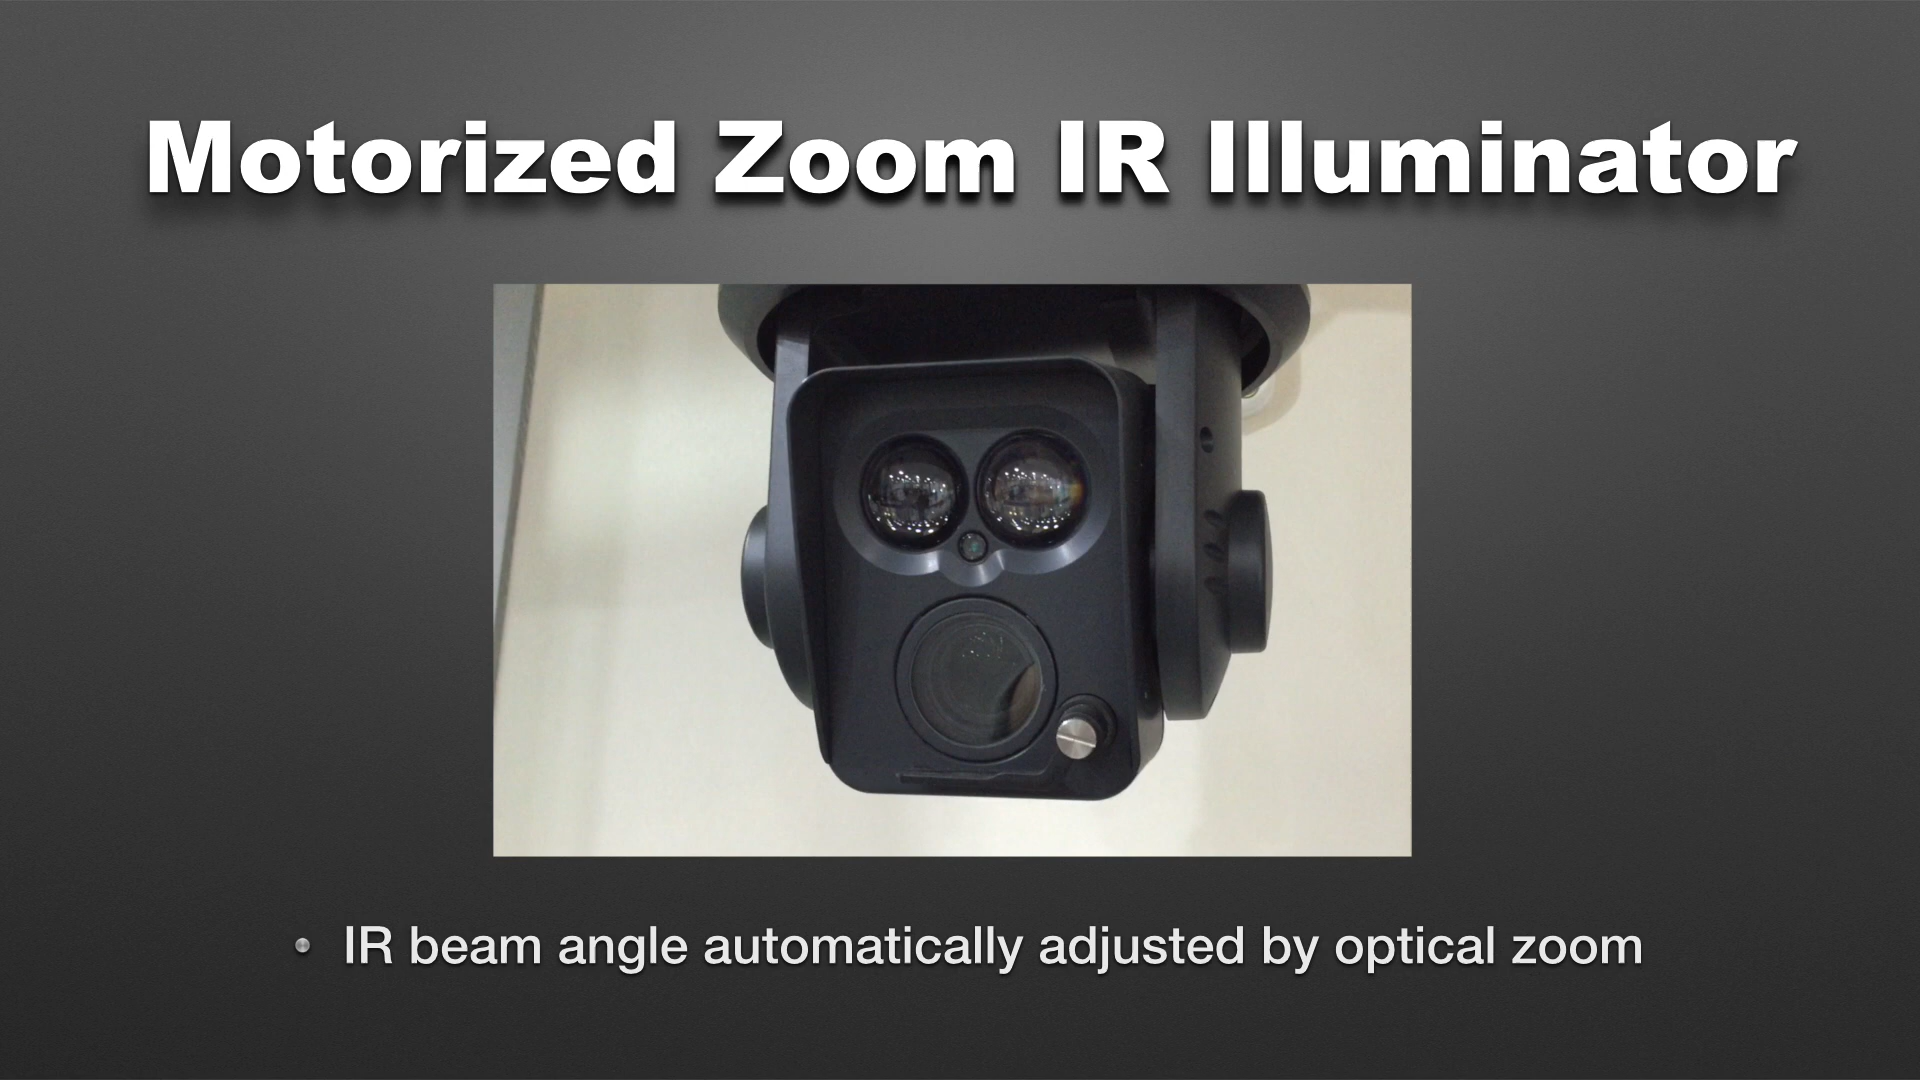 Motorized Zoom IR Illuminator
• IR beam angle automatically adjusted by optical zoom